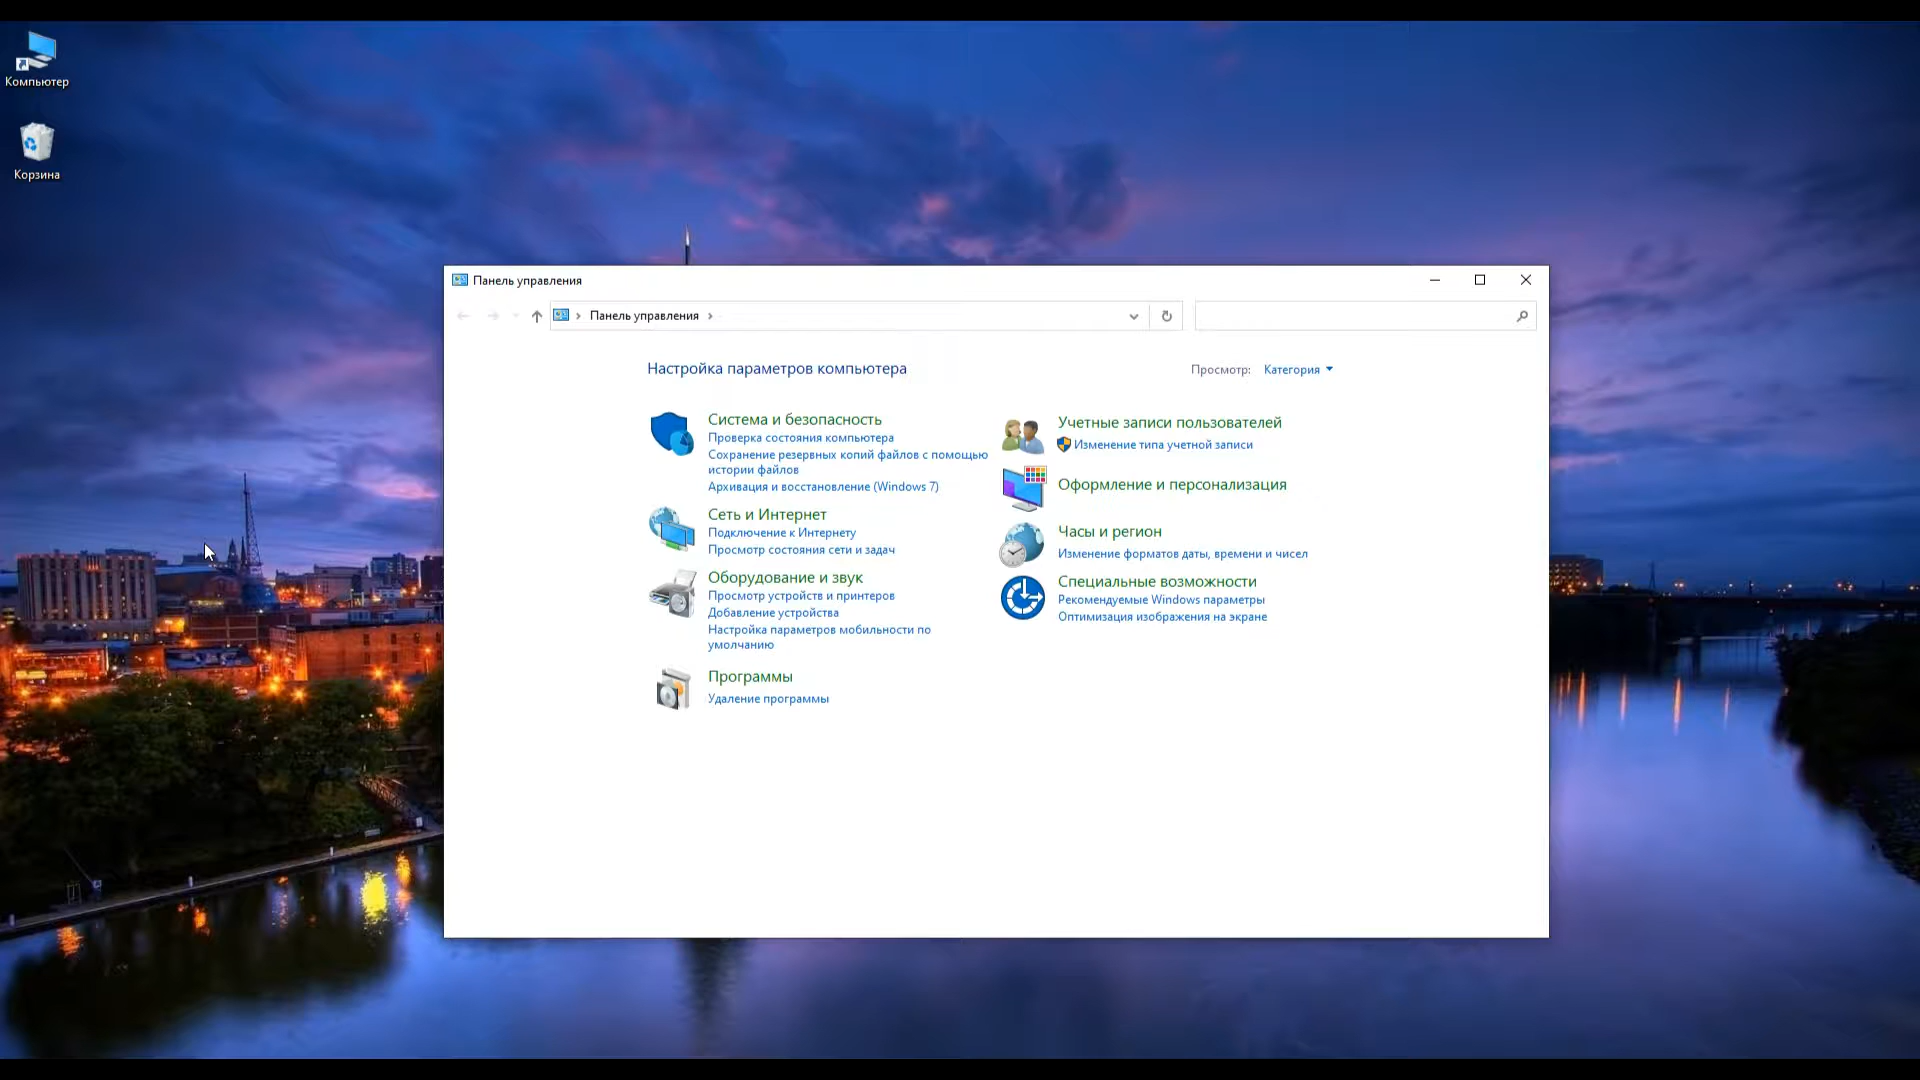 Компьютер
Корзина
Панель управления
Панель управления
Настройка параметров компьютера
Просмотр: Категория
Система и безопасность
Проверка состояния компьютера
Сохранение резервных копий файлов с помощью
истории файлов
Архивация и восстановление (Windows 7)
Сеть и Интернет
Подключение к Интернету
Просмотр состояния сети и задач
Оборудование и звук
Просмотр устройств и принтеров
Добавление устройства
Настройка параметров мобильности по
умолчанию
Программы
Удаление программы
Учетные записи пользователей
Изменение типа учетной записи
Оформление и персонализация
Часы и регион
Изменение форматов даты, времени и чисел
Специальные возможности
Рекомендуемые Windows параметры
Оптимизация изображения на экране